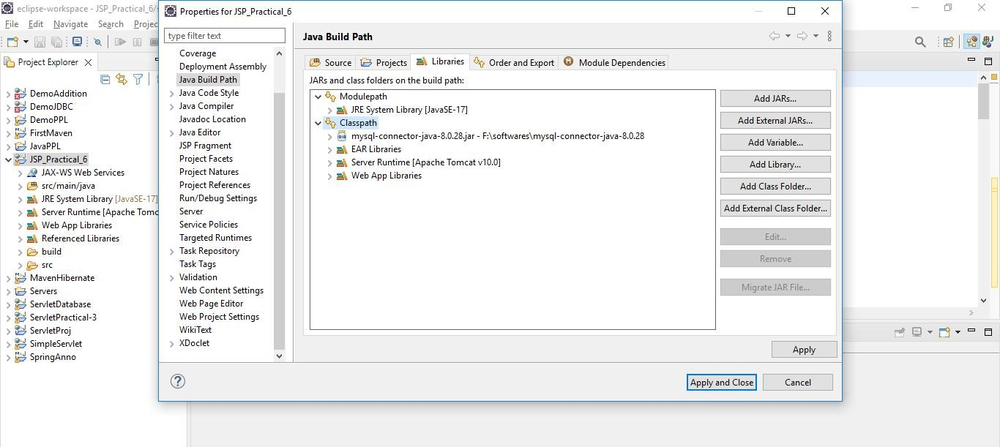 eclipse-workspace - JSP_Practical_6/s
File Edit Navigate Search Projec
Project Explorer
DemoAddition
DemoJDBC
DemoPPL
FirstMaven
JavaPPL
JSP_Practical_6
JAX-WS Web Services
src/main/java
JRE System Library [JavaSE-17]
Server Runtime [Apache Tomc
Web App Libraries
Referenced Libraries
build
src
MavenHibernate
Servers
ServletDatabase
ServletPractical-3
ServletProj
SimpleServlet
SpringAnno
Properties for JSP_Practical_6
type filter text
Coverage
Deployment Assembly
Java Build Path
Java Code Style
Java Compiler
Javadoc Location
Java Editor
JSP Fragment
Project Facets
Project Natures
Project References
Run/Debug Settings
Server
Service Policies
Targeted Runtimes
Task Repository
Task Tags
Validation
Web Content Settings
Web Page Editor
Web Project Settings
WikiText
XDoclet
Java Build Path
Source Projects Libraries Order and Export Module Dependencies
JARs and class folders on the build path:
Modulepath
JRE System Library [JavaSE-17]
Classpath
mysql-connector-java-8.0.28.jar - F:\softwares\mysql-connector-java-8.0.28
EAR Libraries
Server Runtime [Apache Tomcat v10.0]
Web App Libraries
Add JARs...
Add External JARs...
Add Variable...
Add Library...
Add Class Folder...
Add External Class Folder...
Edit...
Remove
Migrate JAR File...
Apply
Apply and Close
Cancel